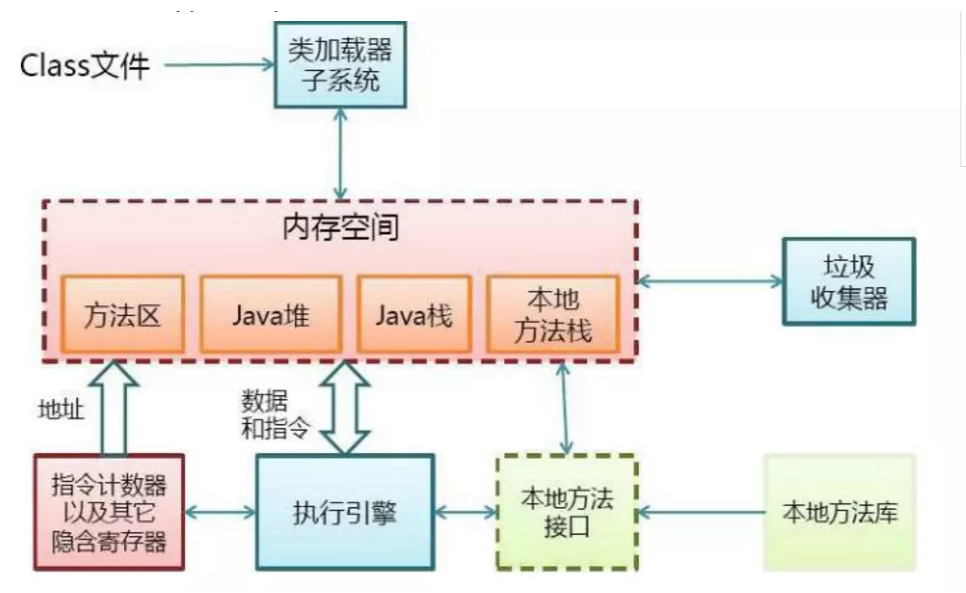 Class文件
类加载器
子系统
内存空间
方法区
Java堆
Java栈
本地
方法栈
垃圾
收集器
地址
数据
和指令
指令计数器
以及其它
隐含寄存器
执行引擎
本地方法
接口
本地方法库